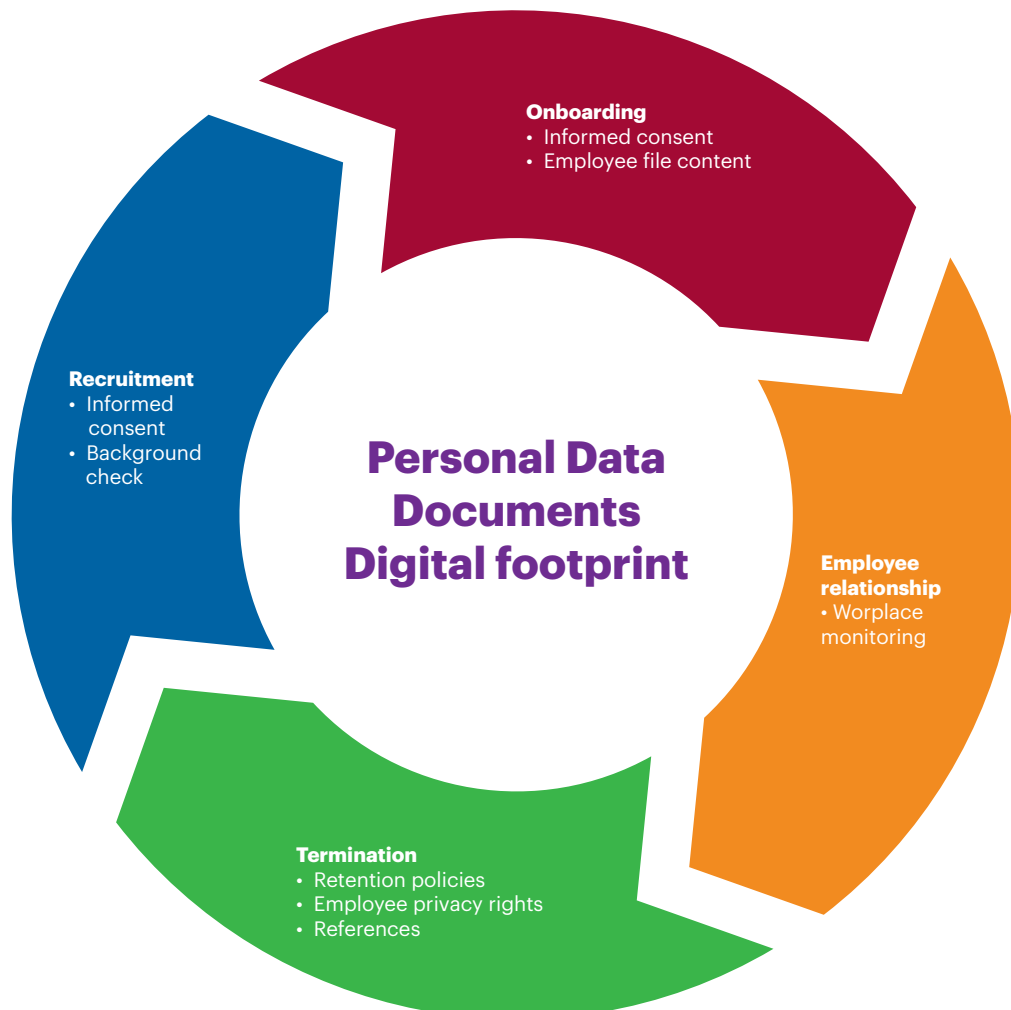 Onboarding
• Informed consent
• Employee file content
Recruitment
• Informed
consent
• Background
check
Personal Data
Documents
Digital footprint
Employee
relationship
• Worplace
monitoring
Termination
• Retention policies
• Employee privacy rights
• References